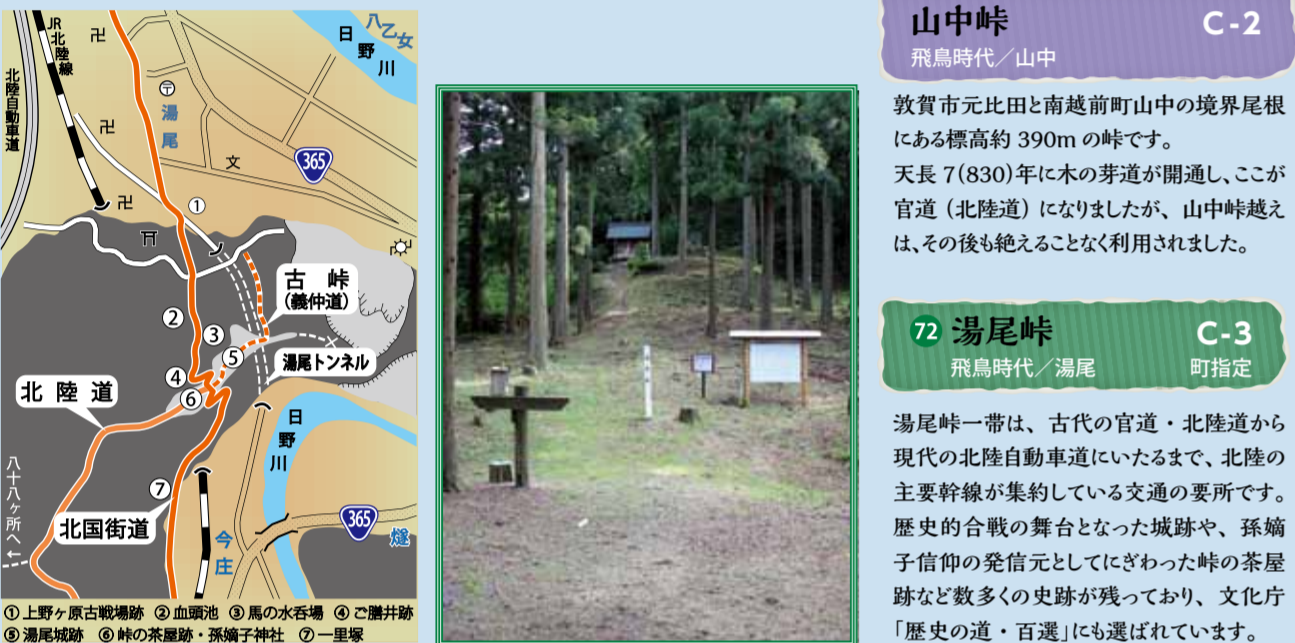 JR北陸線
北陸自動車道
八乙女
日野川
湯尾
文
365
①
古峠
(義仲道)
②
③
⑤
湯尾トンネル
④
⑥
北陸道
日野川
八十八ヶ所へ←
⑦
北国街道
365
燧
今庄
① 上野ヶ原古戦場跡 ② 血頭池 ③ 馬の水呑場 ④ ご膳井跡
⑤ 湯尾城跡 ⑥ 峠の茶屋跡・孫嫡子神社 ⑦ 一里塚
山中峠 C-2
飛鳥時代/山中
敦賀市元比田と南越前町山中の境界尾根
にある標高約 390m の峠です。
天長 7(830)年に木の芽道が開通し、ここが
官道(北陸道)になりましたが、山中峠越え
は、その後も絶えることなく利用されました。
72 湯尾峠 C-3
飛鳥時代/湯尾 町指定
湯尾峠一帯は、古代の官道・北陸道から
現代の北陸自動車道にいたるまで、北陸の
主要幹線が集約している交通の要所です。
歴史的合戦の舞台となった城跡や、孫嫡
子信仰の発信元としてにぎわった峠の茶屋
跡など数多くの史跡が残っており、文化庁
「歴史の道・百選」にも選ばれています。